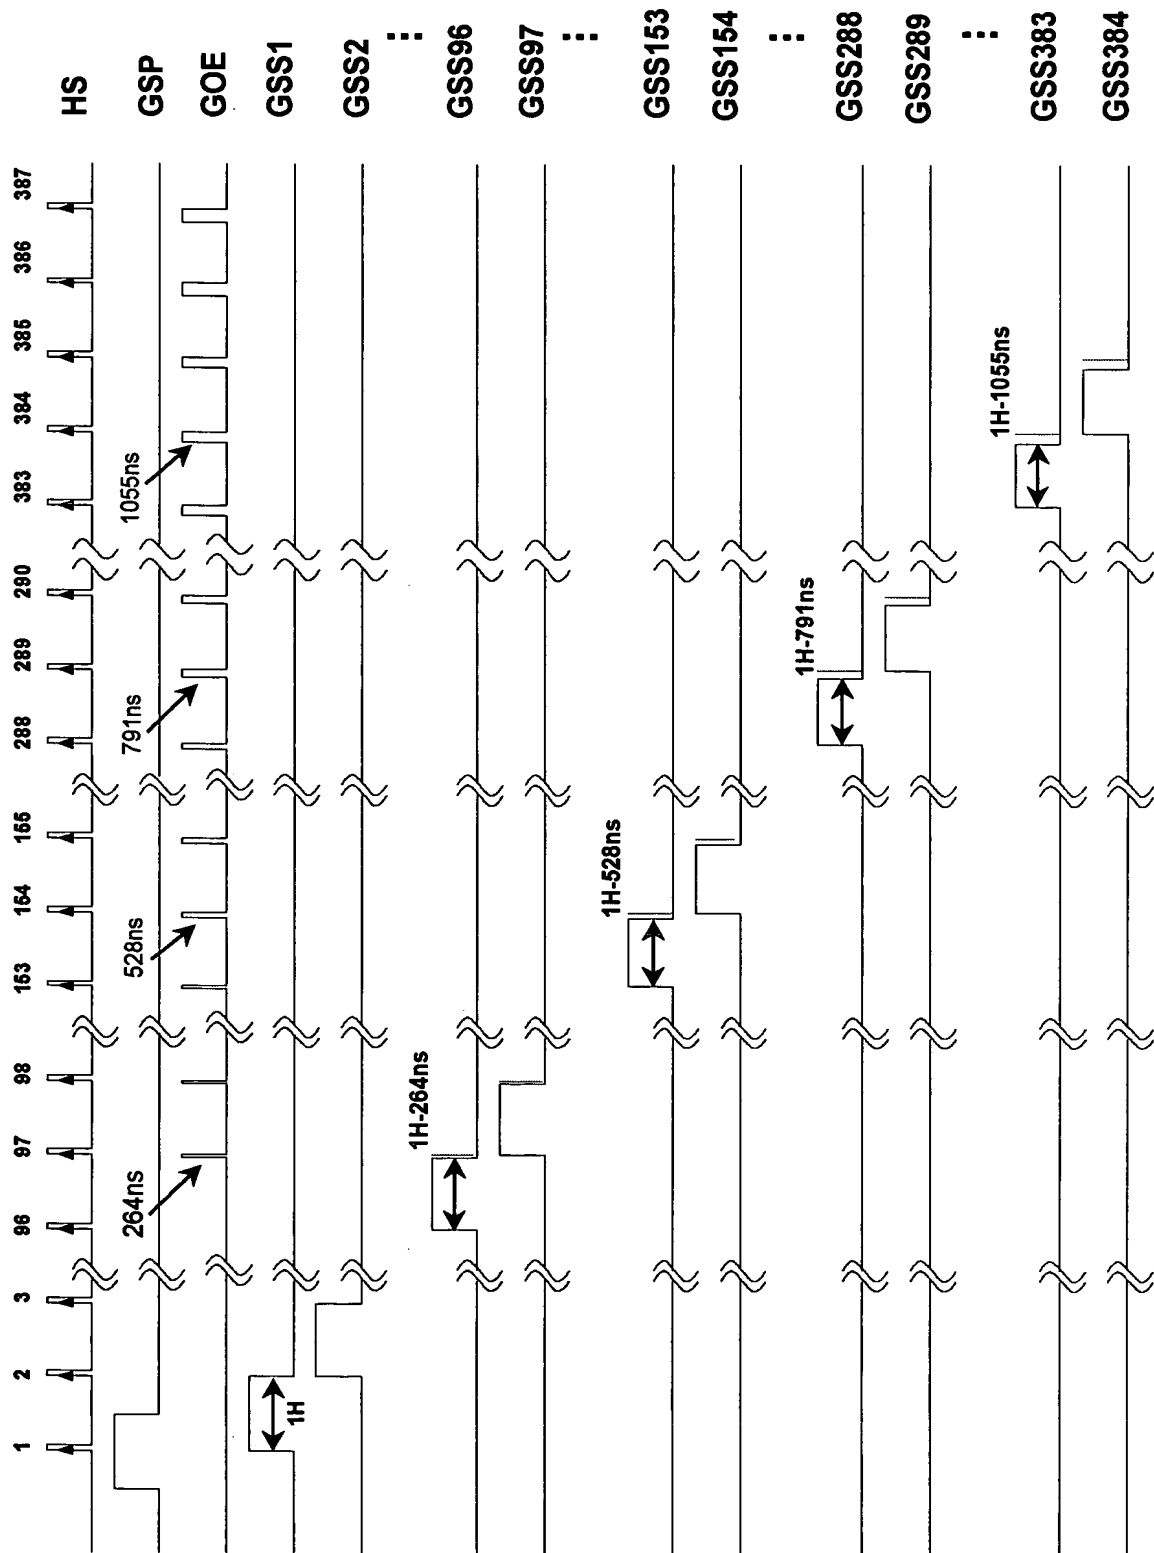 HS
GSP
GOE
GSS1
GSS2
GSS96
GSS97
GSS153
GSS154
GSS288
GSS289
GSS383
GSS384
1 2 3 96 97 98 153 164 155 288 289 290 383 384 385 386 387
264ns 528ns 791ns 1055ns
1H
1H-264ns
1H-528ns
1H-791ns
1H-1055ns